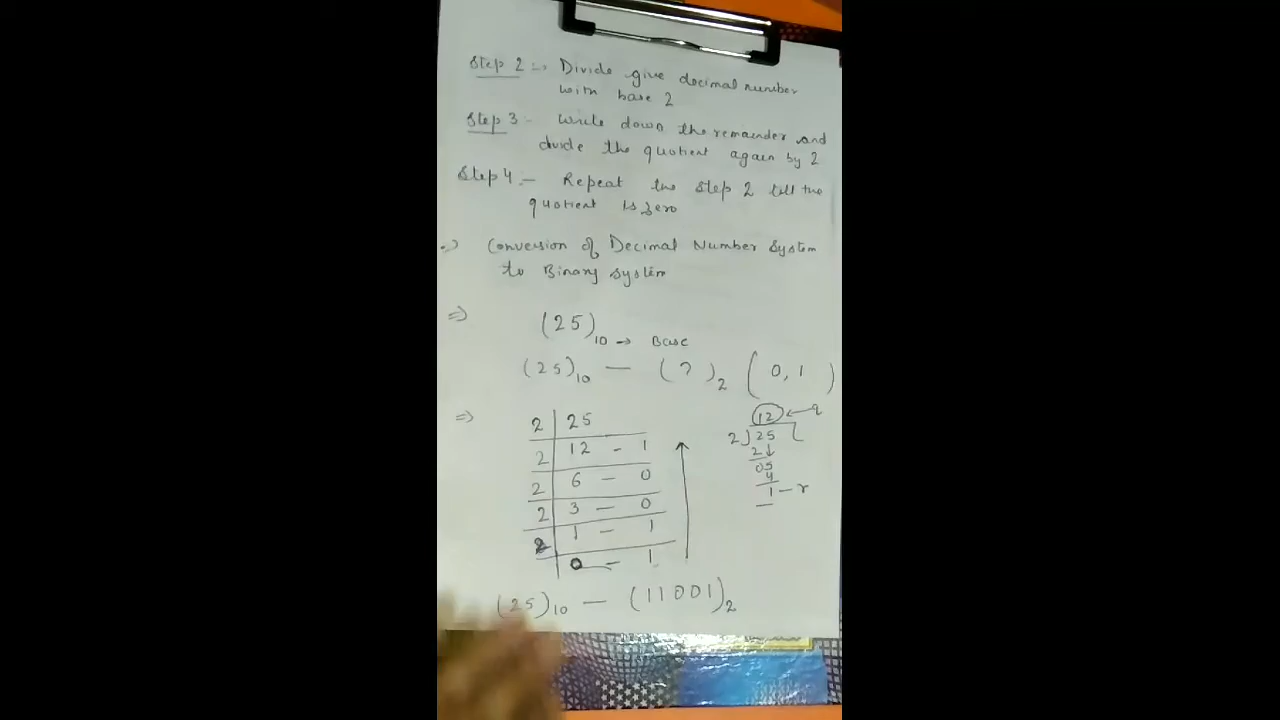 Step 2 :- Divide give decimal number
with base 2
Step 3 - Write down the remainder and
divide the quotient again by 2
Step 4 :- Repeat the step 2 till the
quotient is zero
Conversion of Decimal Number System
to Binary System
⇒ (25)10 → Base
(25)10 — (?)2 (0, 1)
⇒ 2 | 25
2 | 12 - 1
2 | 6 — 0
2 | 3 — 0
2 | 1 — 1
0 — 1
12 ← q
2 ) 25 (
2↓
05
4
1 — r
(25)10 — (11001)2